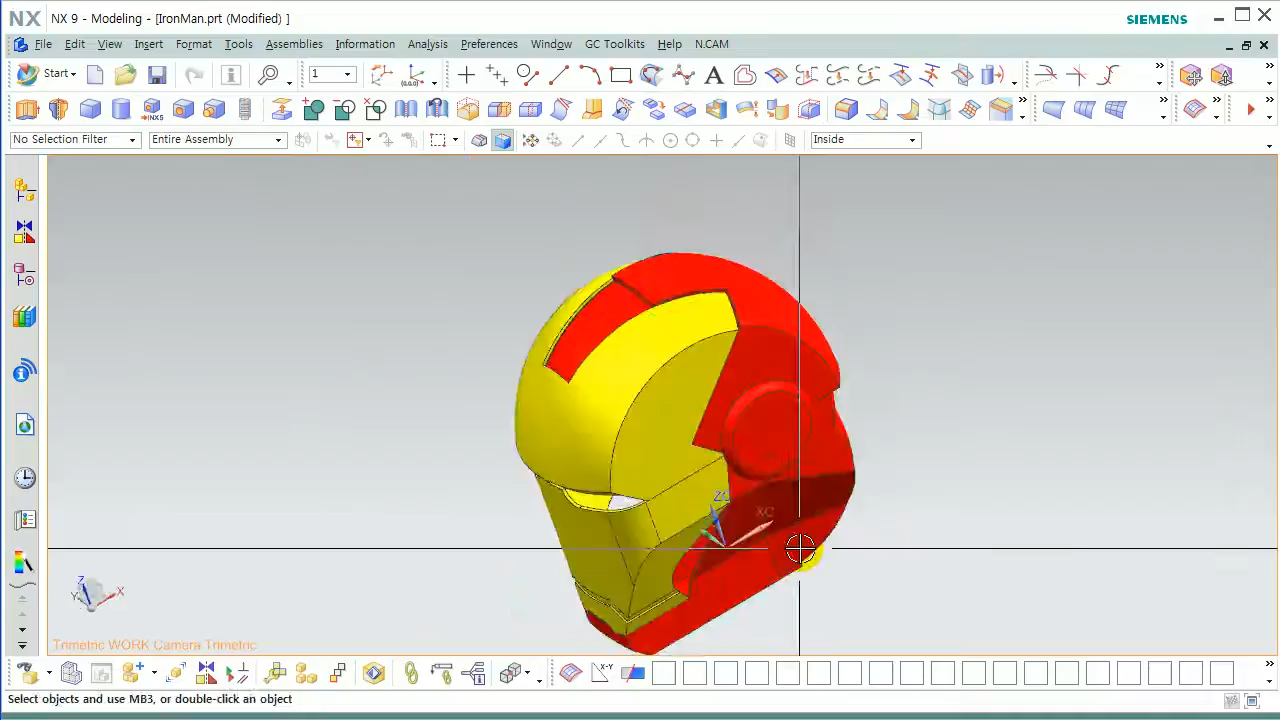 NX NX 9 - Modeling - [IronMan.prt (Modified) ] SIEMENS
File Edit View Insert Format Tools Assemblies Information Analysis Preferences Window GC Toolkits Help NCAM
Start 1
No Selection Filter Entire Assembly Inside
ZC
XC
Z
Y X
Trimetric WORK Camera Trimetric
X-Y
Select objects and use MB3, or double-click an object